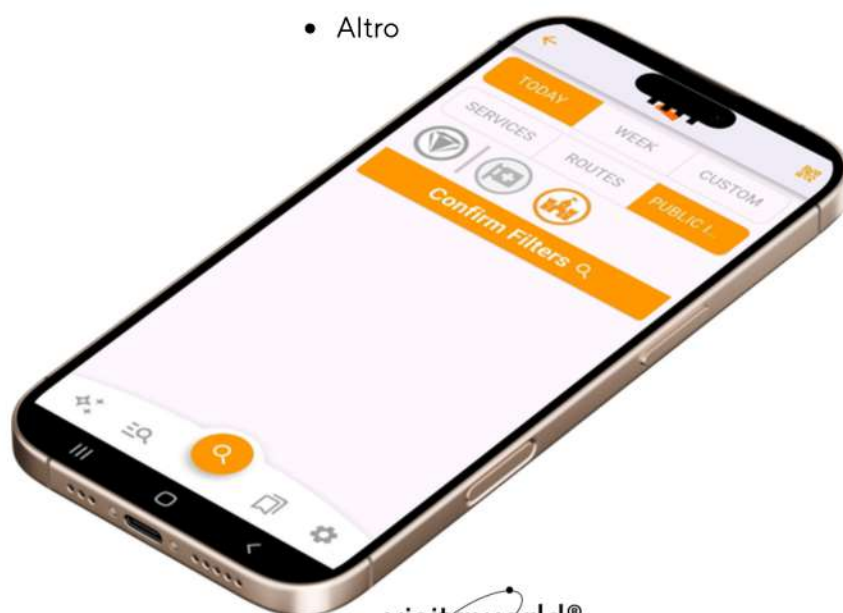 • Altro
TODAY WEEK CUSTOM
SERVICES ROUTES PUBLIC I...
Confirm Filters